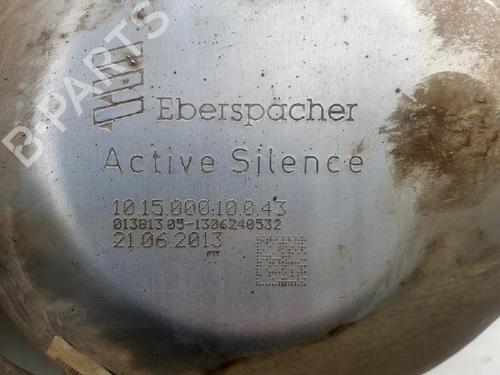 B-PARTS
Eberspächer
Active Silence
10.15.000.10.0.43
013813 05-1306240532
21.06.2013